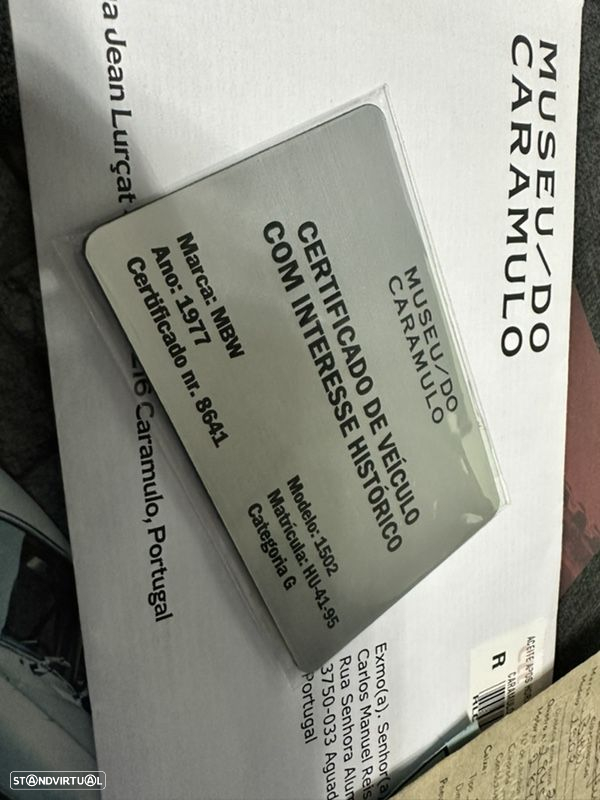 MUSEU/DO
CARAMULO
Jean Lurçat
Caramulo, Portugal
MUSEU/DO
CARAMULO
CERTIFICADO DE VEÍCULO
COM INTERESSE HISTÓRICO
Marca: MBW
Ano: 1977
Certificado nr. 8641
Modelo: 1502
Matrícula: HU-41-95
Categoria G
Exmo(a). Senhor(a)
Carlos Manuel Reis
Rua Senhora
3750-033
Portugal
R
STANDVIRTUAL